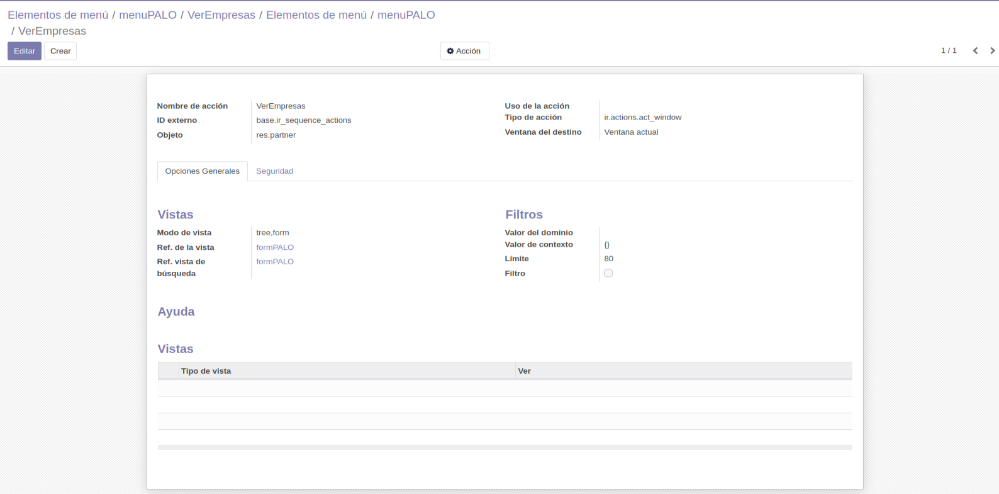 Elementos de menú / menuPALO / VerEmpresas / Elementos de menú / menuPALO
/ VerEmpresas
Editar Crear Acción 1 / 1
Nombre de acción VerEmpresas Uso de la acción
ID externo base.ir_sequence_actions Tipo de acción ir.actions.act_window
Objeto res.partner Ventana del destino Ventana actual
Opciones Generales Seguridad
Vistas Filtros
Modo de vista tree,form Valor del dominio
Ref. de la vista formPALO Valor de contexto {}
Ref. vista de búsqueda formPALO Límite 80
Filtro
Ayuda
Vistas
Tipo de vista Ver